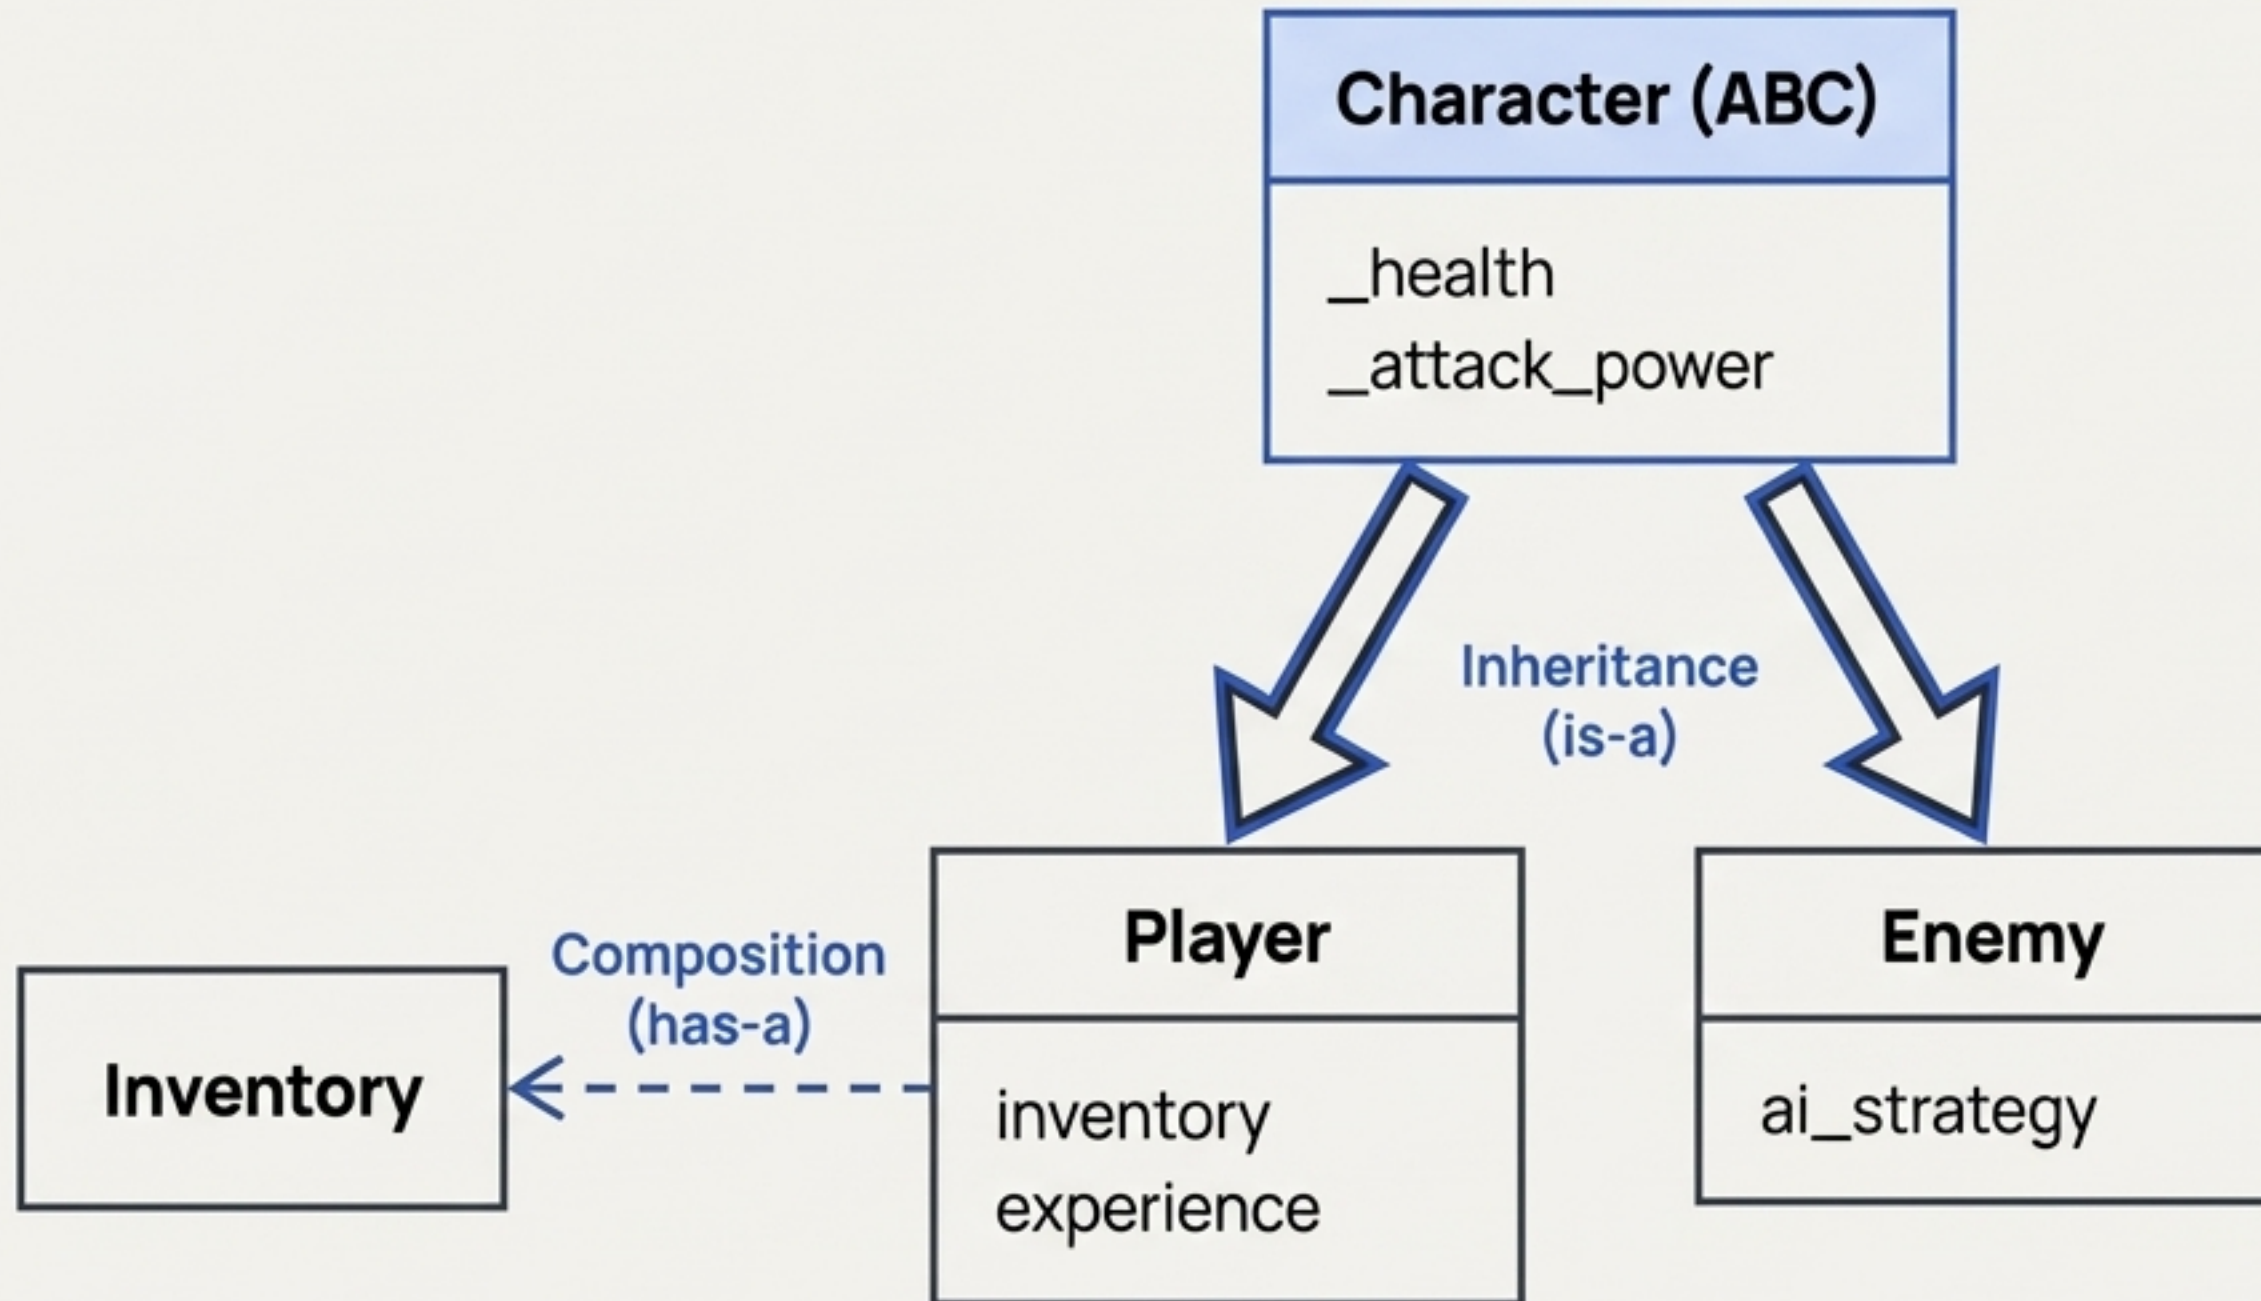 Character (ABC)
_health
_attack_power
Inheritance
(is-a)
Composition
(has-a)
Inventory
Player
inventory
experience
Enemy
ai_strategy